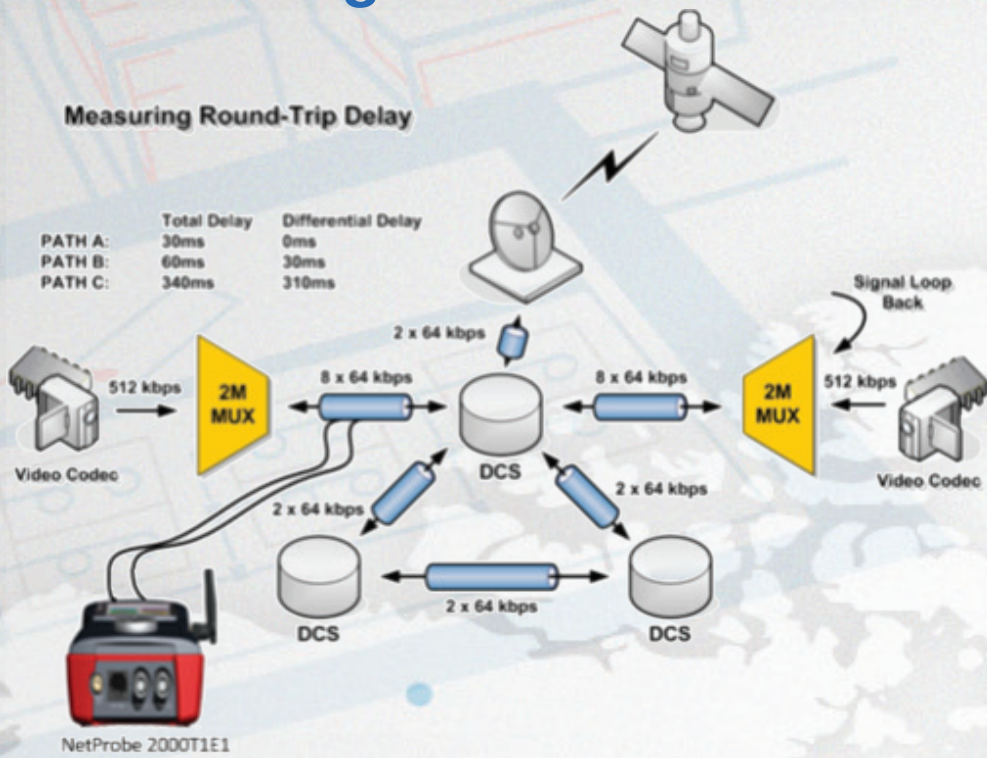 Measuring Round-Trip Delay
Total Delay Differential Delay
PATH A: 30ms 0ms
PATH B: 60ms 30ms
PATH C: 340ms 310ms
Signal Loop
Back
2 x 64 kbps
512 kbps
2M
MUX
8 x 64 kbps
8 x 64 kbps
2M
MUX
512 kbps
Video Codec
DCS
Video Codec
2 x 64 kbps
2 x 64 kbps
2 x 64 kbps
DCS
DCS
NetProbe 2000T1E1